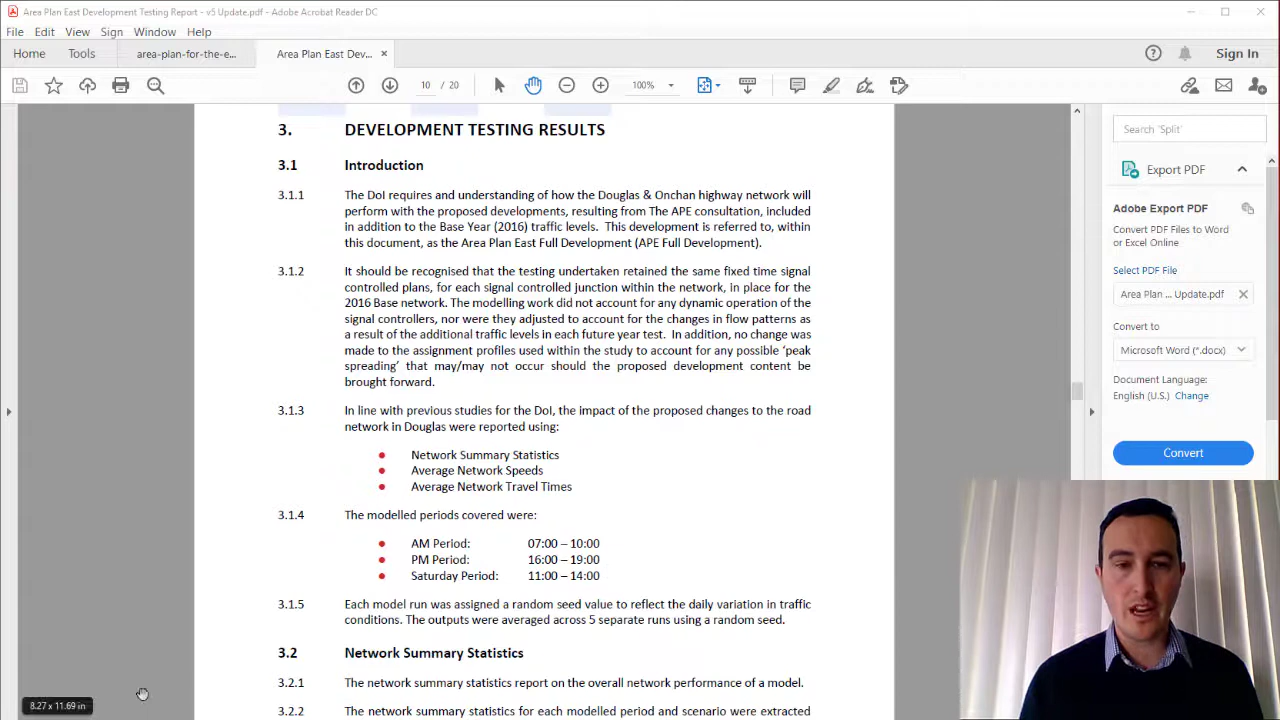 Area Plan East Development Testing Report - v5 Update.pdf - Adobe Acrobat Reader DC
File Edit View Sign Window Help
Home Tools area-plan-for-the-e... Area Plan East Dev... × Sign In
10 / 20 100%
3. DEVELOPMENT TESTING RESULTS
3.1 Introduction
3.1.1 The DoI requires and understanding of how the Douglas & Onchan highway network will
perform with the proposed developments, resulting from The APE consultation, included
in addition to the Base Year (2016) traffic levels. This development is referred to, within
this document, as the Area Plan East Full Development (APE Full Development).
3.1.2 It should be recognised that the testing undertaken retained the same fixed time signal
controlled plans, for each signal controlled junction within the network, in place for the
2016 Base network. The modelling work did not account for any dynamic operation of the
signal controllers, nor were they adjusted to account for the changes in flow patterns as
a result of the additional traffic levels in each future year test. In addition, no change was
made to the assignment profiles used within the study to account for any possible ‘peak
spreading’ that may/may not occur should the proposed development content be
brought forward.
3.1.3 In line with previous studies for the DoI, the impact of the proposed changes to the road
network in Douglas were reported using:
● Network Summary Statistics
● Average Network Speeds
● Average Network Travel Times
3.1.4 The modelled periods covered were:
● AM Period: 07:00 – 10:00
● PM Period: 16:00 – 19:00
● Saturday Period: 11:00 – 14:00
3.1.5 Each model run was assigned a random seed value to reflect the daily variation in traffic
conditions. The outputs were averaged across 5 separate runs using a random seed.
3.2 Network Summary Statistics
3.2.1 The network summary statistics report on the overall network performance of a model.
3.2.2 The network summary statistics for each modelled period and scenario were extracted
8.27 x 11.69 in
Search 'Split'
Export PDF
Adobe Export PDF
Convert PDF Files to Word
or Excel Online
Select PDF File
Area Plan ... Update.pdf
Convert to
Microsoft Word (*.docx)
Document Language:
English (U.S.) Change
Convert